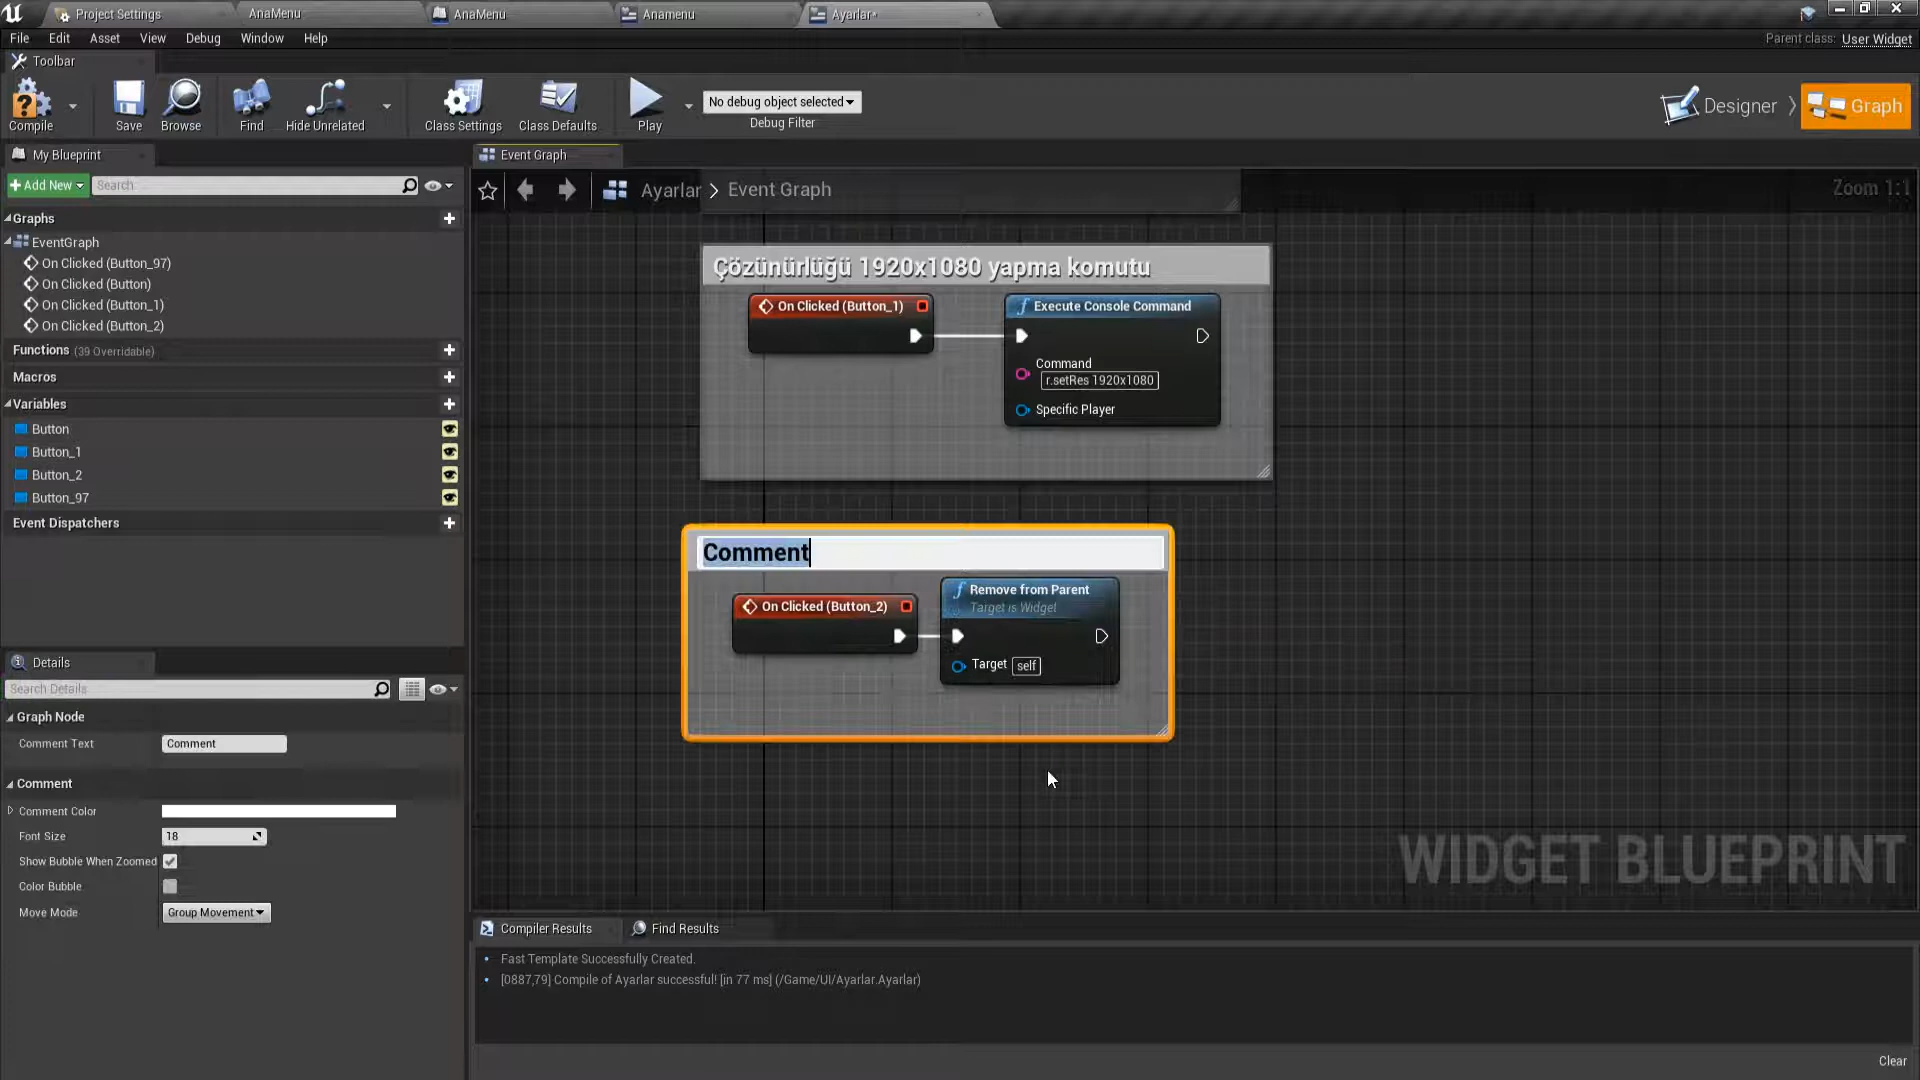 Project Settings
AnaMenu
AnaMenu
Anamenu
Ayarlar*
File Edit Asset View Debug Window Help
Parent class: User Widget
Toolbar
Compile
Save
Browse
Find
Hide Unrelated
Class Settings
Class Defaults
Play
No debug object selected
Debug Filter
Designer
Graph
My Blueprint
Event Graph
+ Add New
Search
Ayarlar > Event Graph
Zoom 1:1
Graphs
EventGraph
On Clicked (Button_97)
On Clicked (Button)
On Clicked (Button_1)
On Clicked (Button_2)
Functions (39 Overridable)
Macros
Variables
Button
Button_1
Button_2
Button_97
Event Dispatchers
Çözünürlüğü 1920x1080 yapma komutu
On Clicked (Button_1)
Execute Console Command
Command
r.setRes 1920x1080
Specific Player
Comment
On Clicked (Button_2)
Remove from Parent
Target is Widget
Target self
WIDGET BLUEPRINT
Details
Search Details
Graph Node
Comment Text Comment
Comment
Comment Color
Font Size 18
Show Bubble When Zoomed
Color Bubble
Move Mode Group Movement
Compiler Results
Find Results
Fast Template Successfully Created.
[0887,79] Compile of Ayarlar successful! [in 77 ms] (/Game/UI/Ayarlar.Ayarlar)
Clear